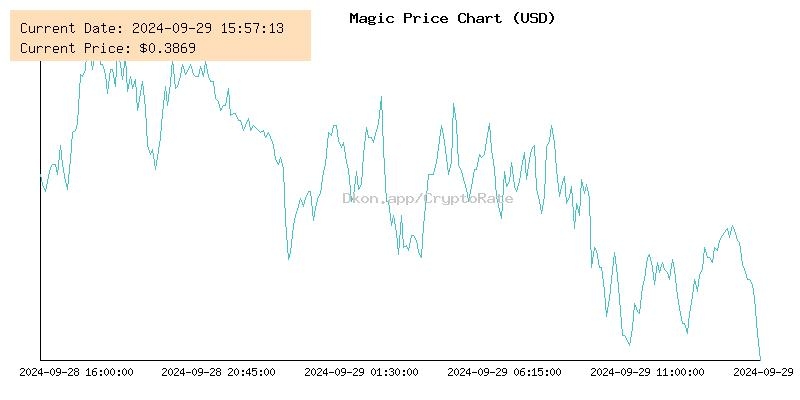 Magic Price Chart (USD)
Current Date: 2024-09-29 15:57:13
Current Price: $0.3869
Dkon.app/CryptoRate
2024-09-28 16:00:00 2024-09-28 20:45:00 2024-09-29 01:30:00 2024-09-29 06:15:00 2024-09-29 11:00:00 2024-09-29